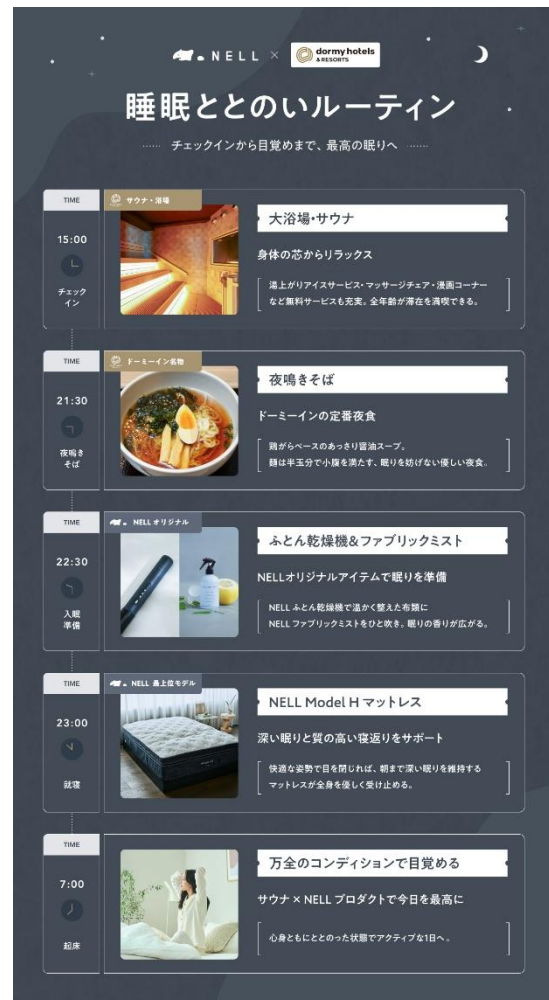 NELL × dormy hotels
& RESORTS
睡眠ととのいルーティン
チェックインから目覚めまで、最高の眠りへ
TIME
15:00
チェック
イン
サウナ・浴場
大浴場・サウナ
身体の芯からリラックス
湯上がりアイスサービス・マッサージチェア・漫画コーナー
など無料サービスも充実。全年齢が滞在を満喫できる。
TIME
21:30
夜鳴き
そば
ドーミーイン名物
夜鳴きそば
ドーミーインの定番夜食
鶏がらベースのあっさり醤油スープ。
麺は半玉分で小腹を満たす、眠りを妨げない優しい夜食。
TIME
22:30
入眠
準備
NELL オリジナル
ふとん乾燥機&ファブリックミスト
NELLオリジナルアイテムで眠りを準備
NELL ふとん乾燥機で温かく整えた布類に
NELL ファブリックミストをひと吹き。眠りの香りが広がる。
TIME
23:00
就寝
NELL 最上位モデル
NELL Model H マットレス
深い眠りと質の高い寝返りをサポート
快適な姿勢で目を閉じれば、朝まで深い眠りを維持する
マットレスが全身を優しく受け止める。
TIME
7:00
起床
万全のコンディションで目覚める
サウナ × NELL プロダクトで今日を最高に
心身ともにととのった状態でアクティブな1日へ。